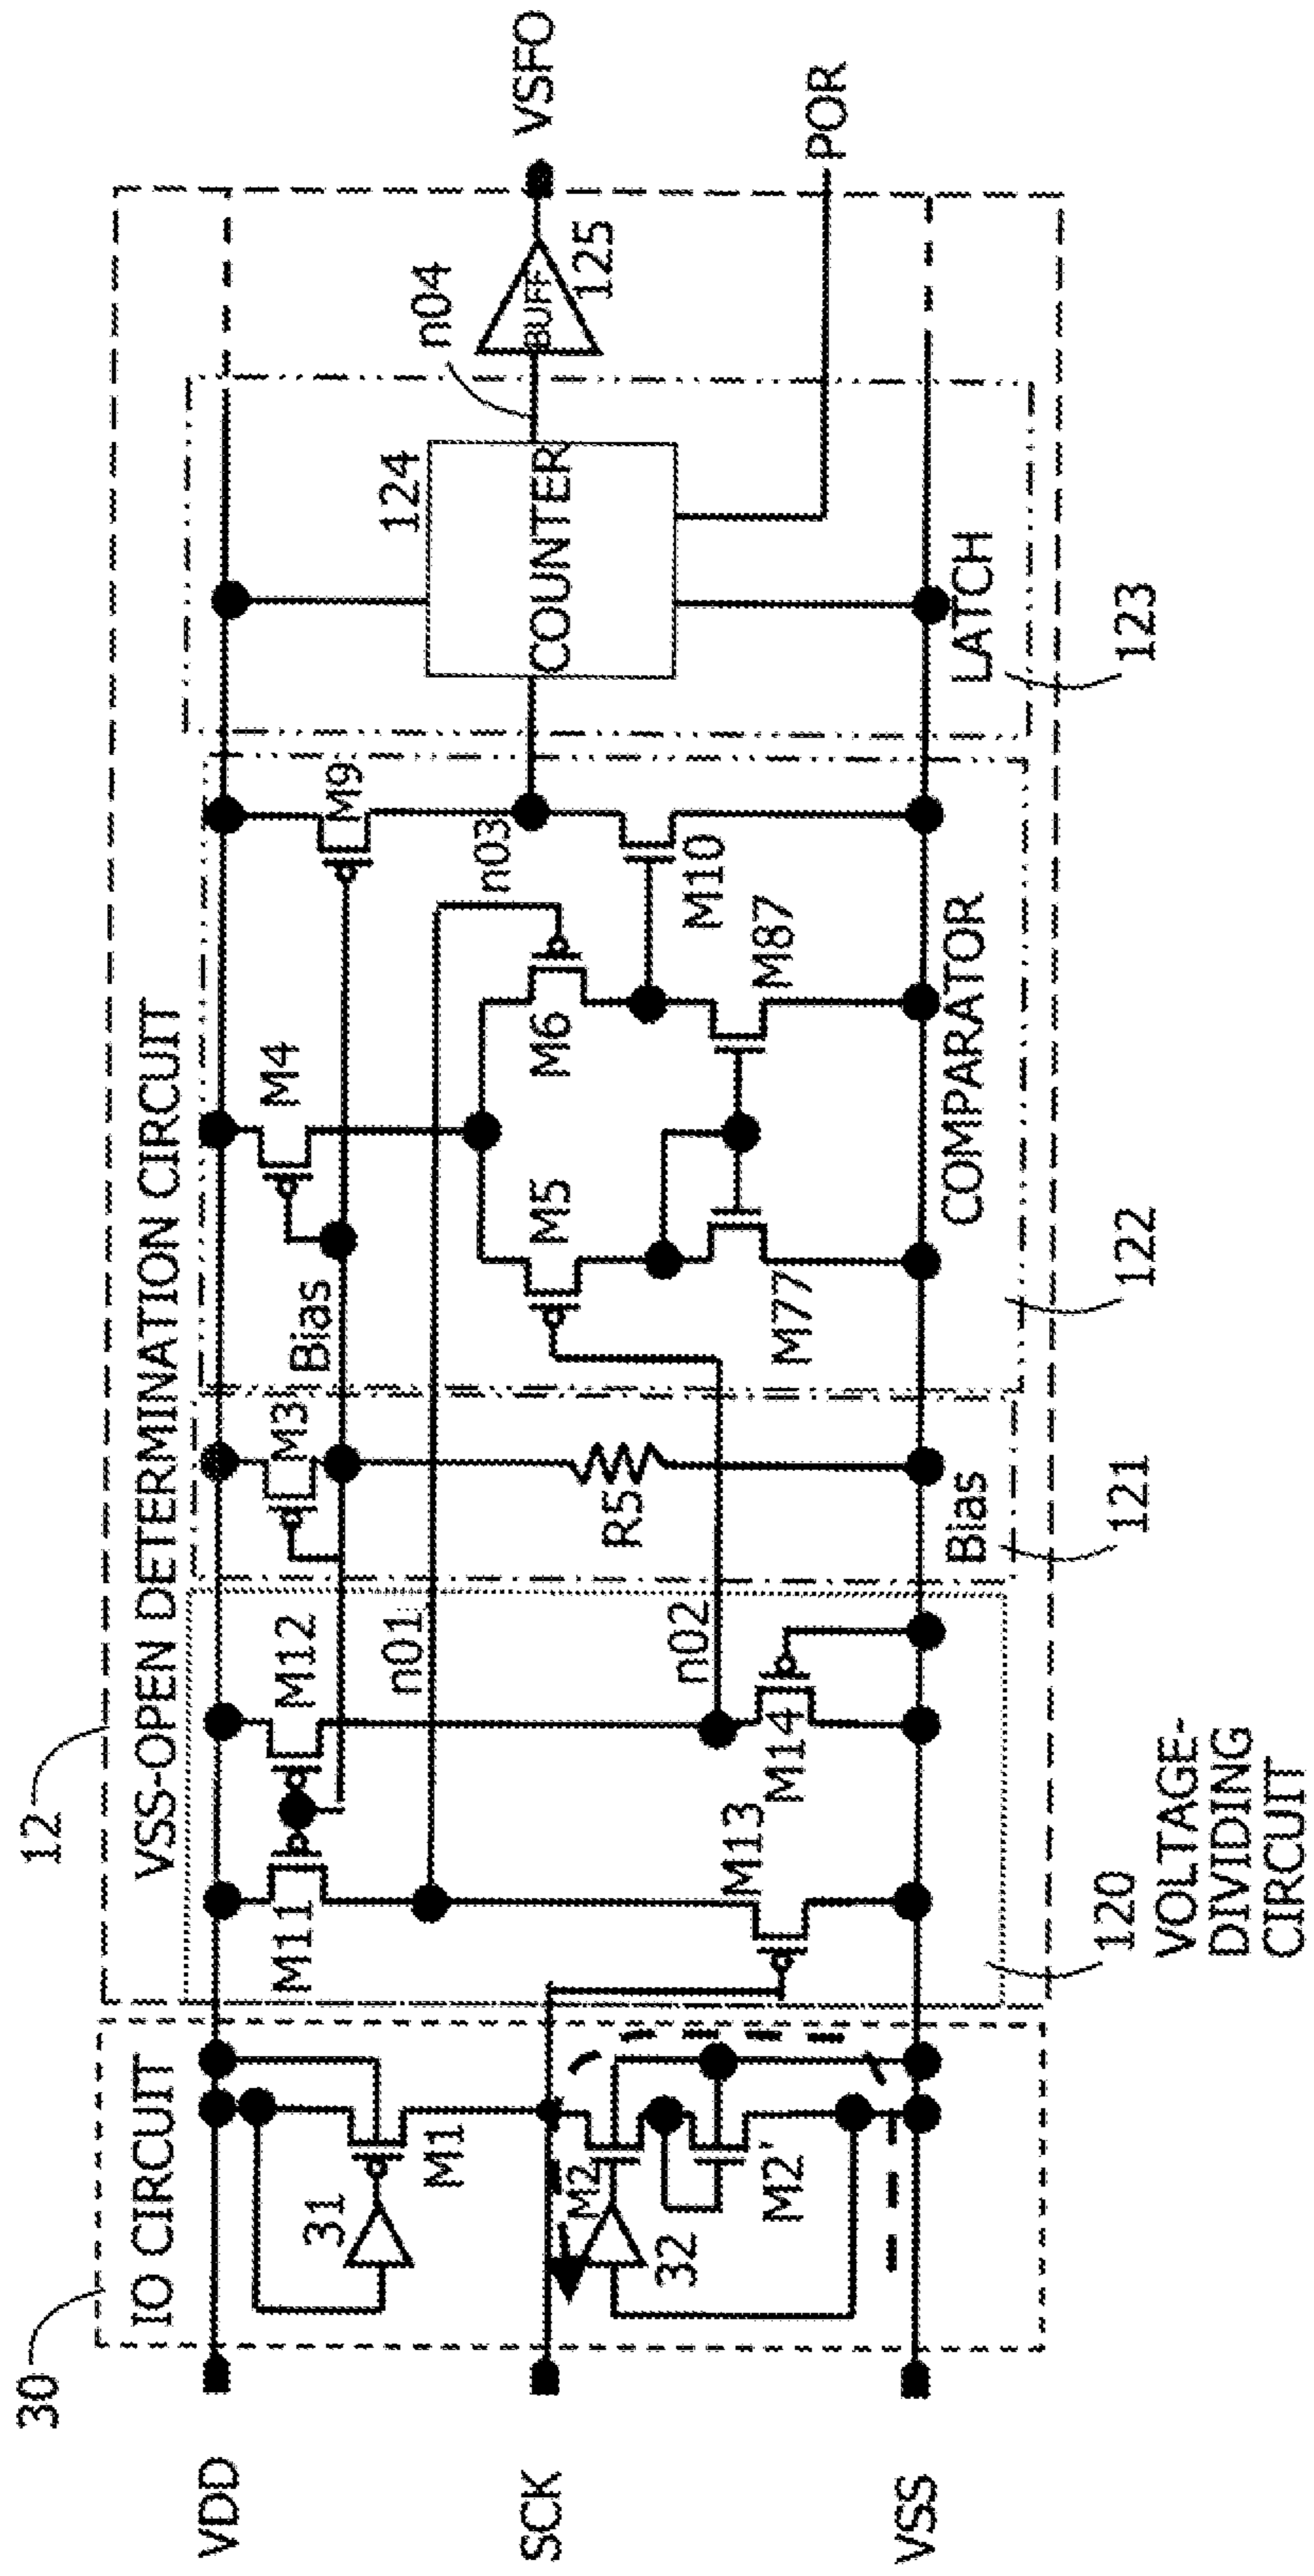 30
IO CIRCUIT
VDD
SCK
VSS
31
M1
M2
32
M2'
12
VSS-OPEN DETERMINATION CIRCUIT
M11
M12
n01
n02
M13
M14
120
VOLTAGE-
DIVIDING
CIRCUIT
M3
R5
Bias
121
Bias
M4
M5
M6
M77
M87
M9
n03
M10
COMPARATOR
122
124
COUNTER
LATCH
123
n04
BUFF
125
VSFO
POR